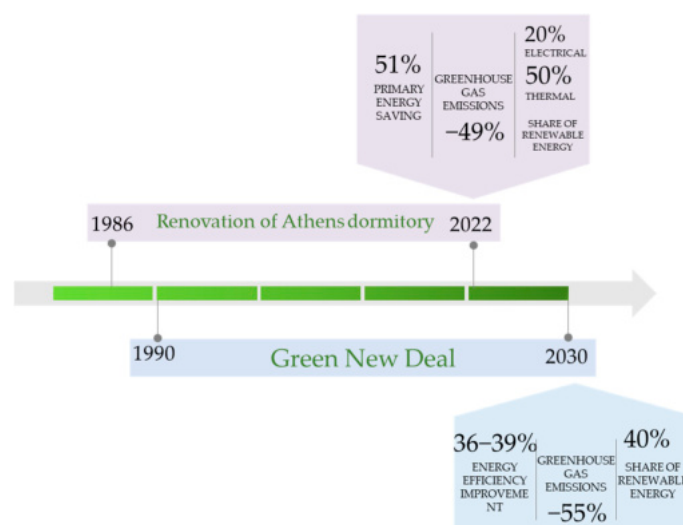 51%
PRIMARY
ENERGY
SAVING
GREENHOUSE
GAS
EMISSIONS
−49%
20%
ELECTRICAL
50%
THERMAL
SHARE OF
RENEWABLE
ENERGY
1986
Renovation of Athens dormitory
2022
1990
Green New Deal
2030
36−39%
ENERGY
EFFICIENCY
IMPROVEME
NT
GREENHOUSE
GAS
EMISSIONS
−55%
40%
SHARE OF
RENEWABLE
ENERGY